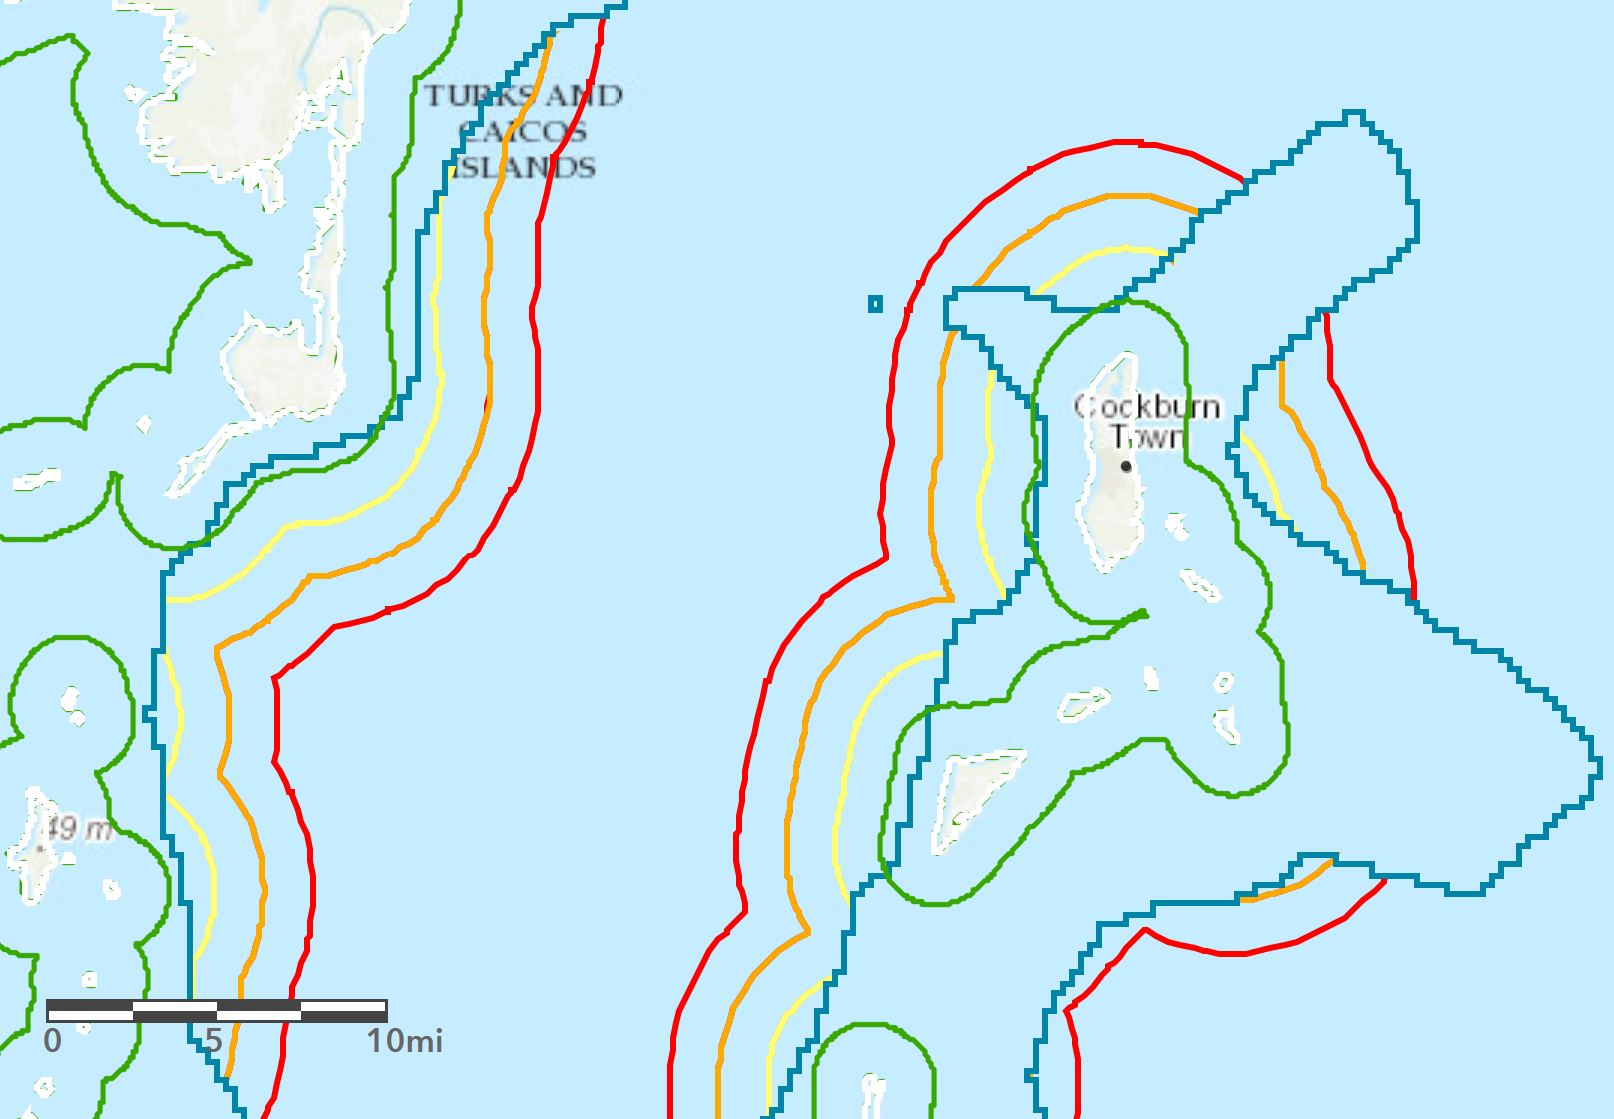 TURKS AND
CAICOS
ISLANDS
Cockburn
Town
49 m
0 5 10mi